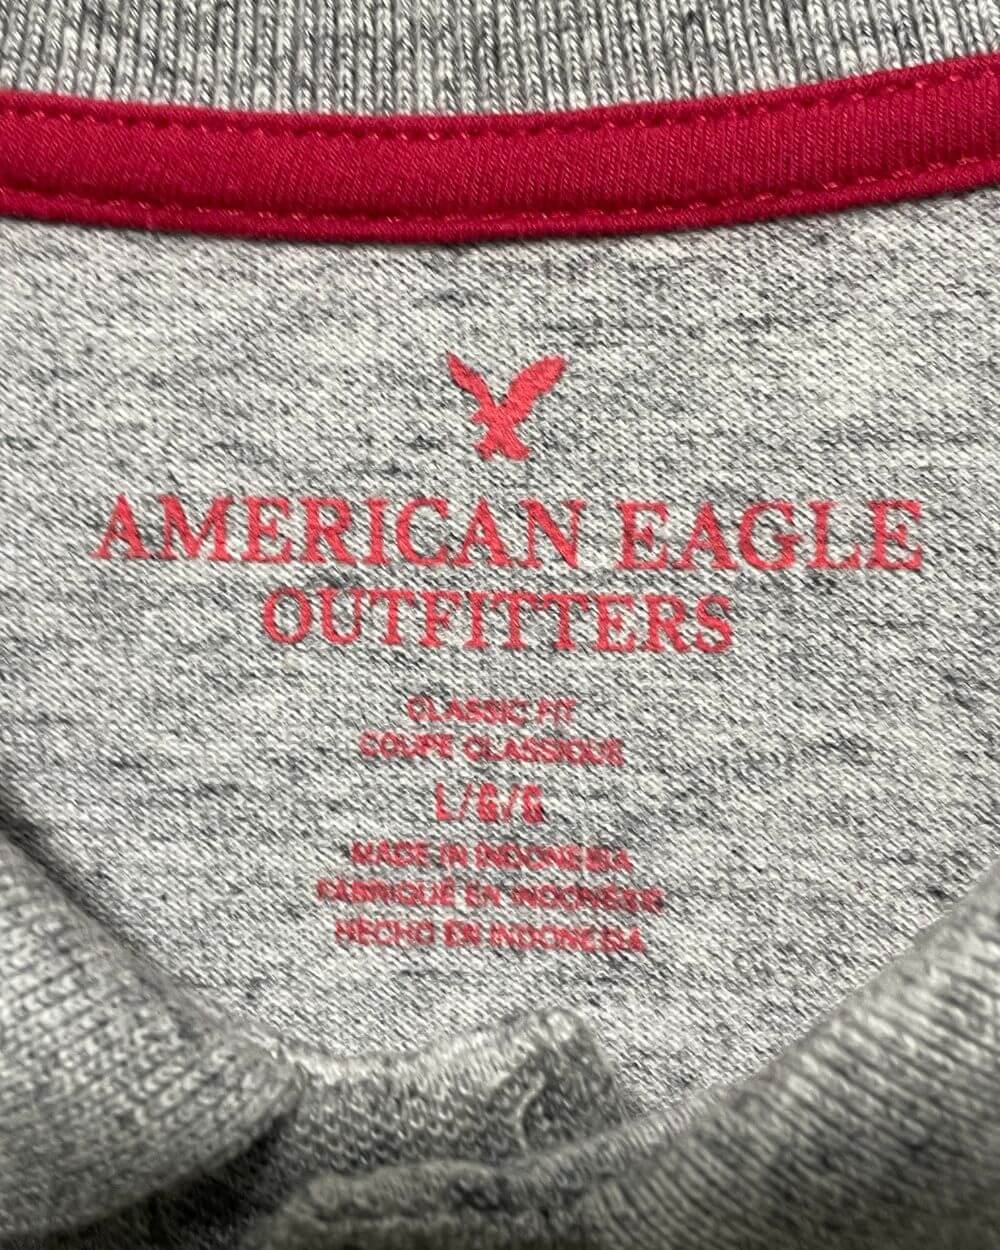 AMERICAN EAGLE
OUTFITTERS
CLASSIC FIT
COUPE CLASSIQUE
L/G/G
MADE IN INDONESIA
FABRIQUÉ EN INDONÉSIE
HECHO EN INDONESIA